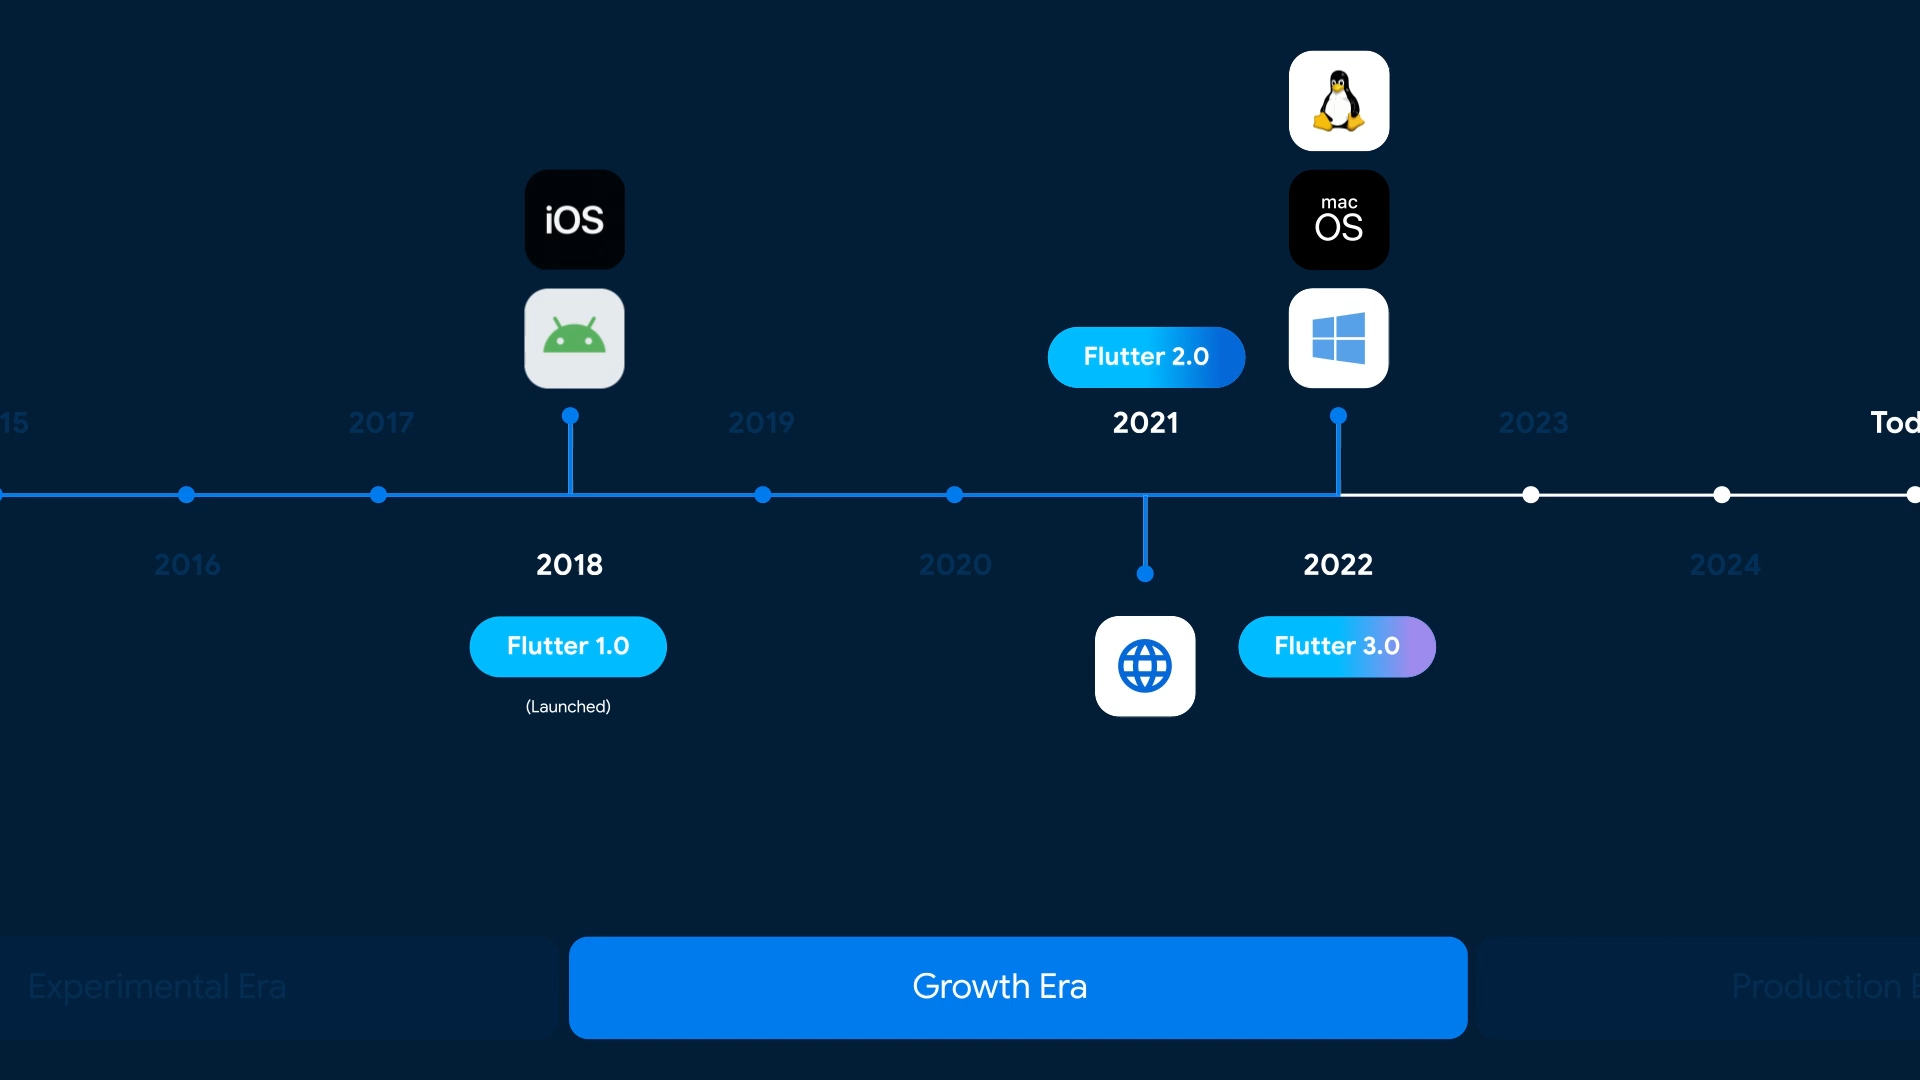 iOS
mac
OS
Flutter 2.0
15
2017
2019
2021
2023
Tod
2016
2018
2020
2022
2024
Flutter 1.0
Flutter 3.0
(Launched)
Experimental Era
Growth Era
Production E